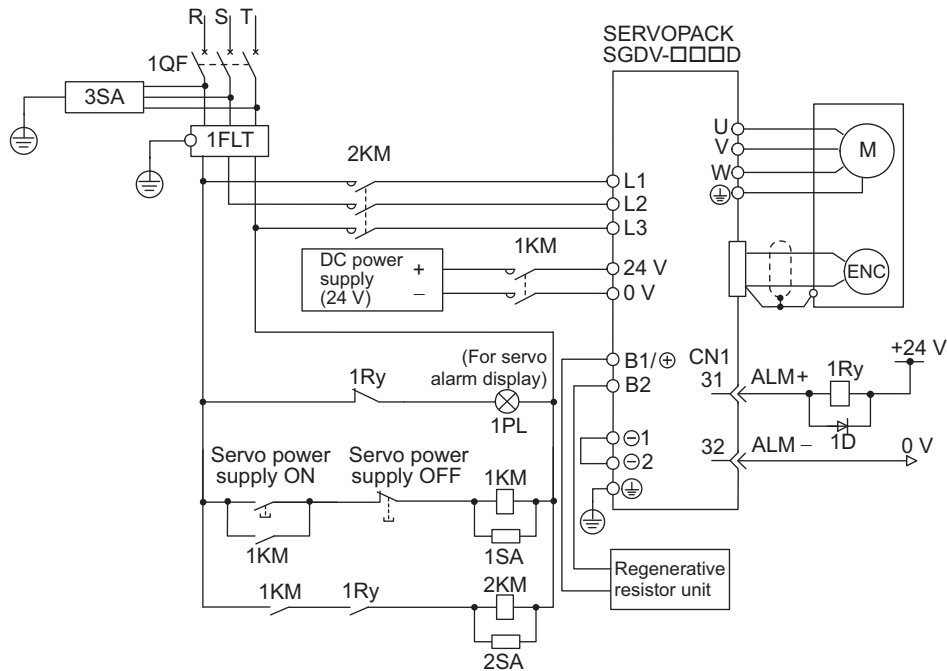 R S T
1QF
3SA
1FLT
2KM
SERVOPACK
SGDV-□□□D
U
V
W
M
L1
L2
L3
1KM
DC power
supply
(24 V)
+
−
24 V
0 V
ENC
B1/⊕
B2
CN1
31
ALM+
1Ry
+24 V
1D
32
ALM −
0 V
⊖1
⊖2
(For servo
alarm display)
1Ry
1PL
Servo power
supply ON
Servo power
supply OFF
1KM
1KM
1SA
1KM
1Ry
2KM
2SA
Regenerative
resistor unit